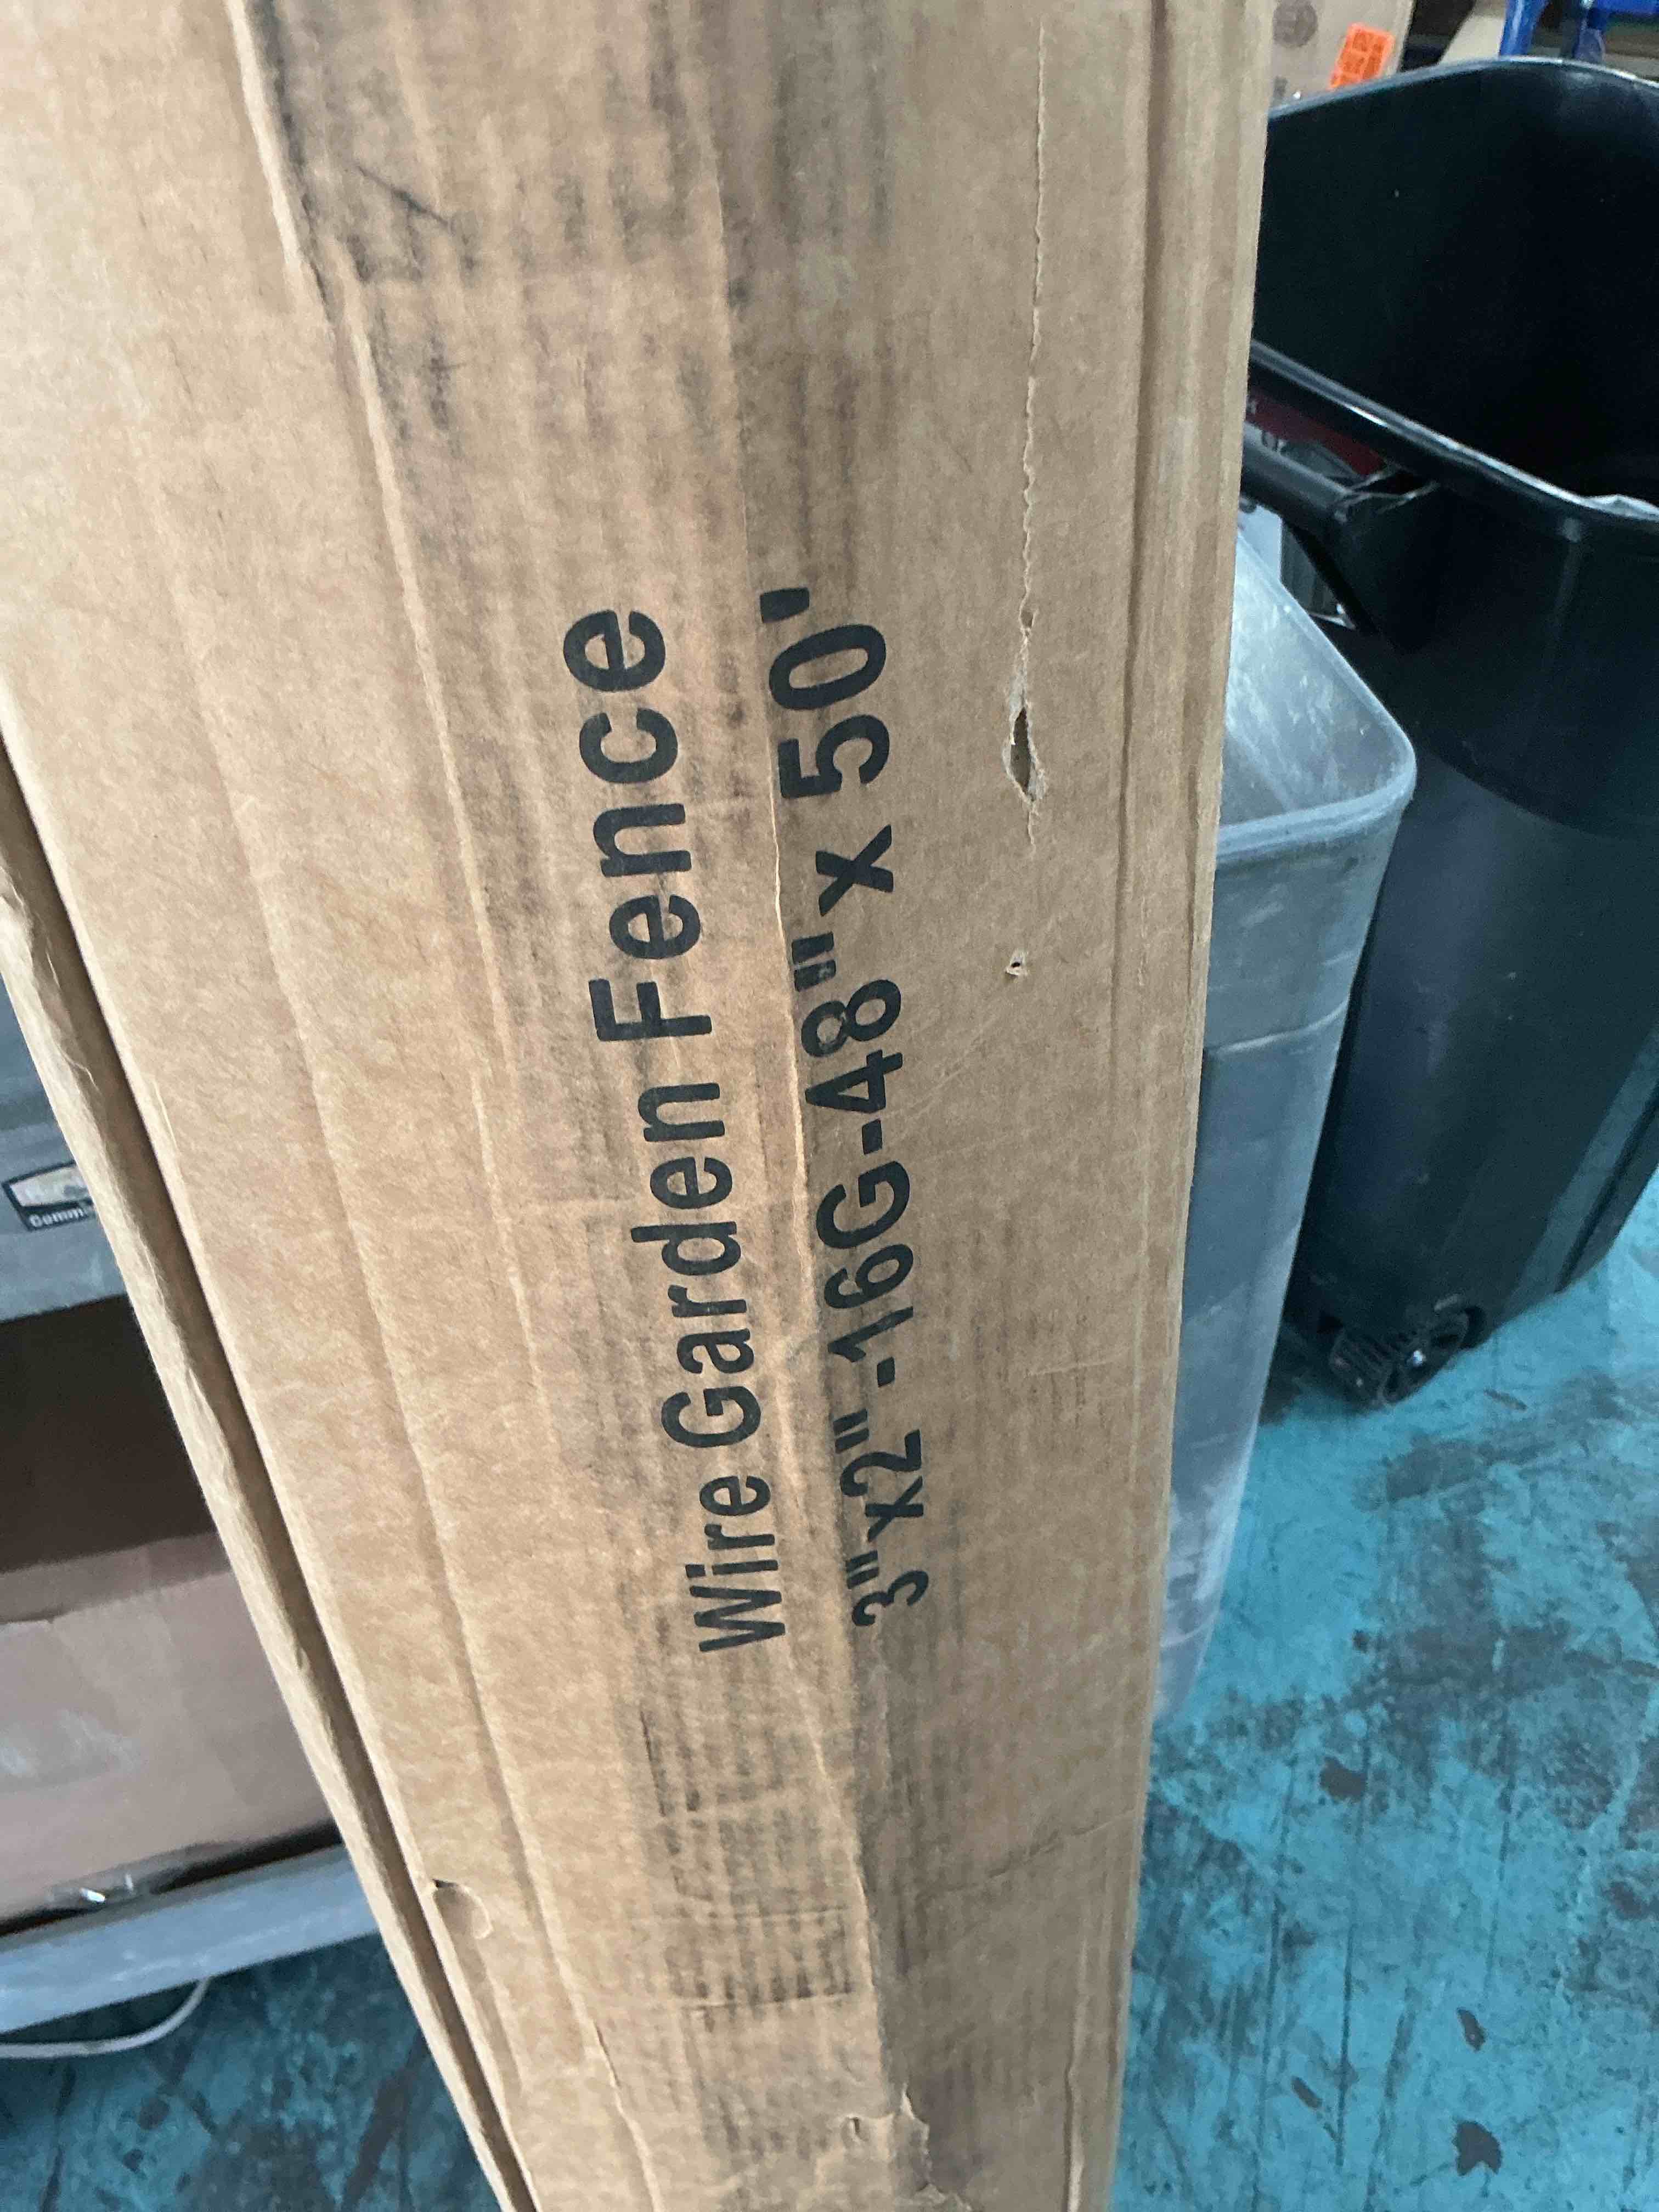 Wire Garden Fence
3"x2"-16G-48"x 50'